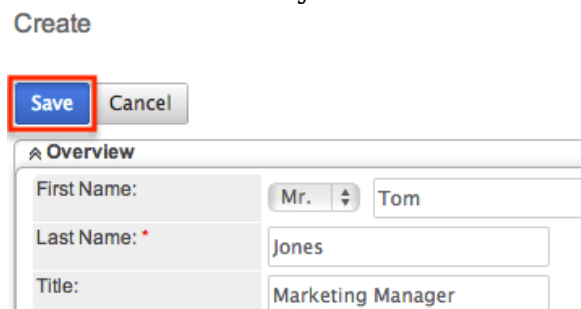 Create
Save Cancel
Overview
First Name: Mr. Tom
Last Name: * Jones
Title: Marketing Manager